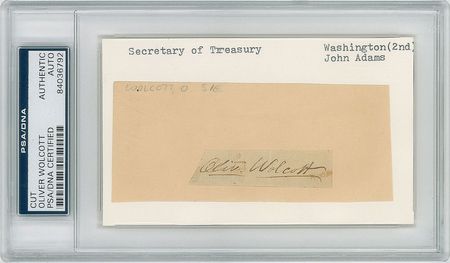 Secretary of Treasury
Washington(2nd)
John Adams
WOLCOTT O
Oliv. Wolcott
PSA/DNA
CUT
OLIVER WOLCOTT
PSA/DNA CERTIFIED
AUTHENTIC
AUTO
84036792